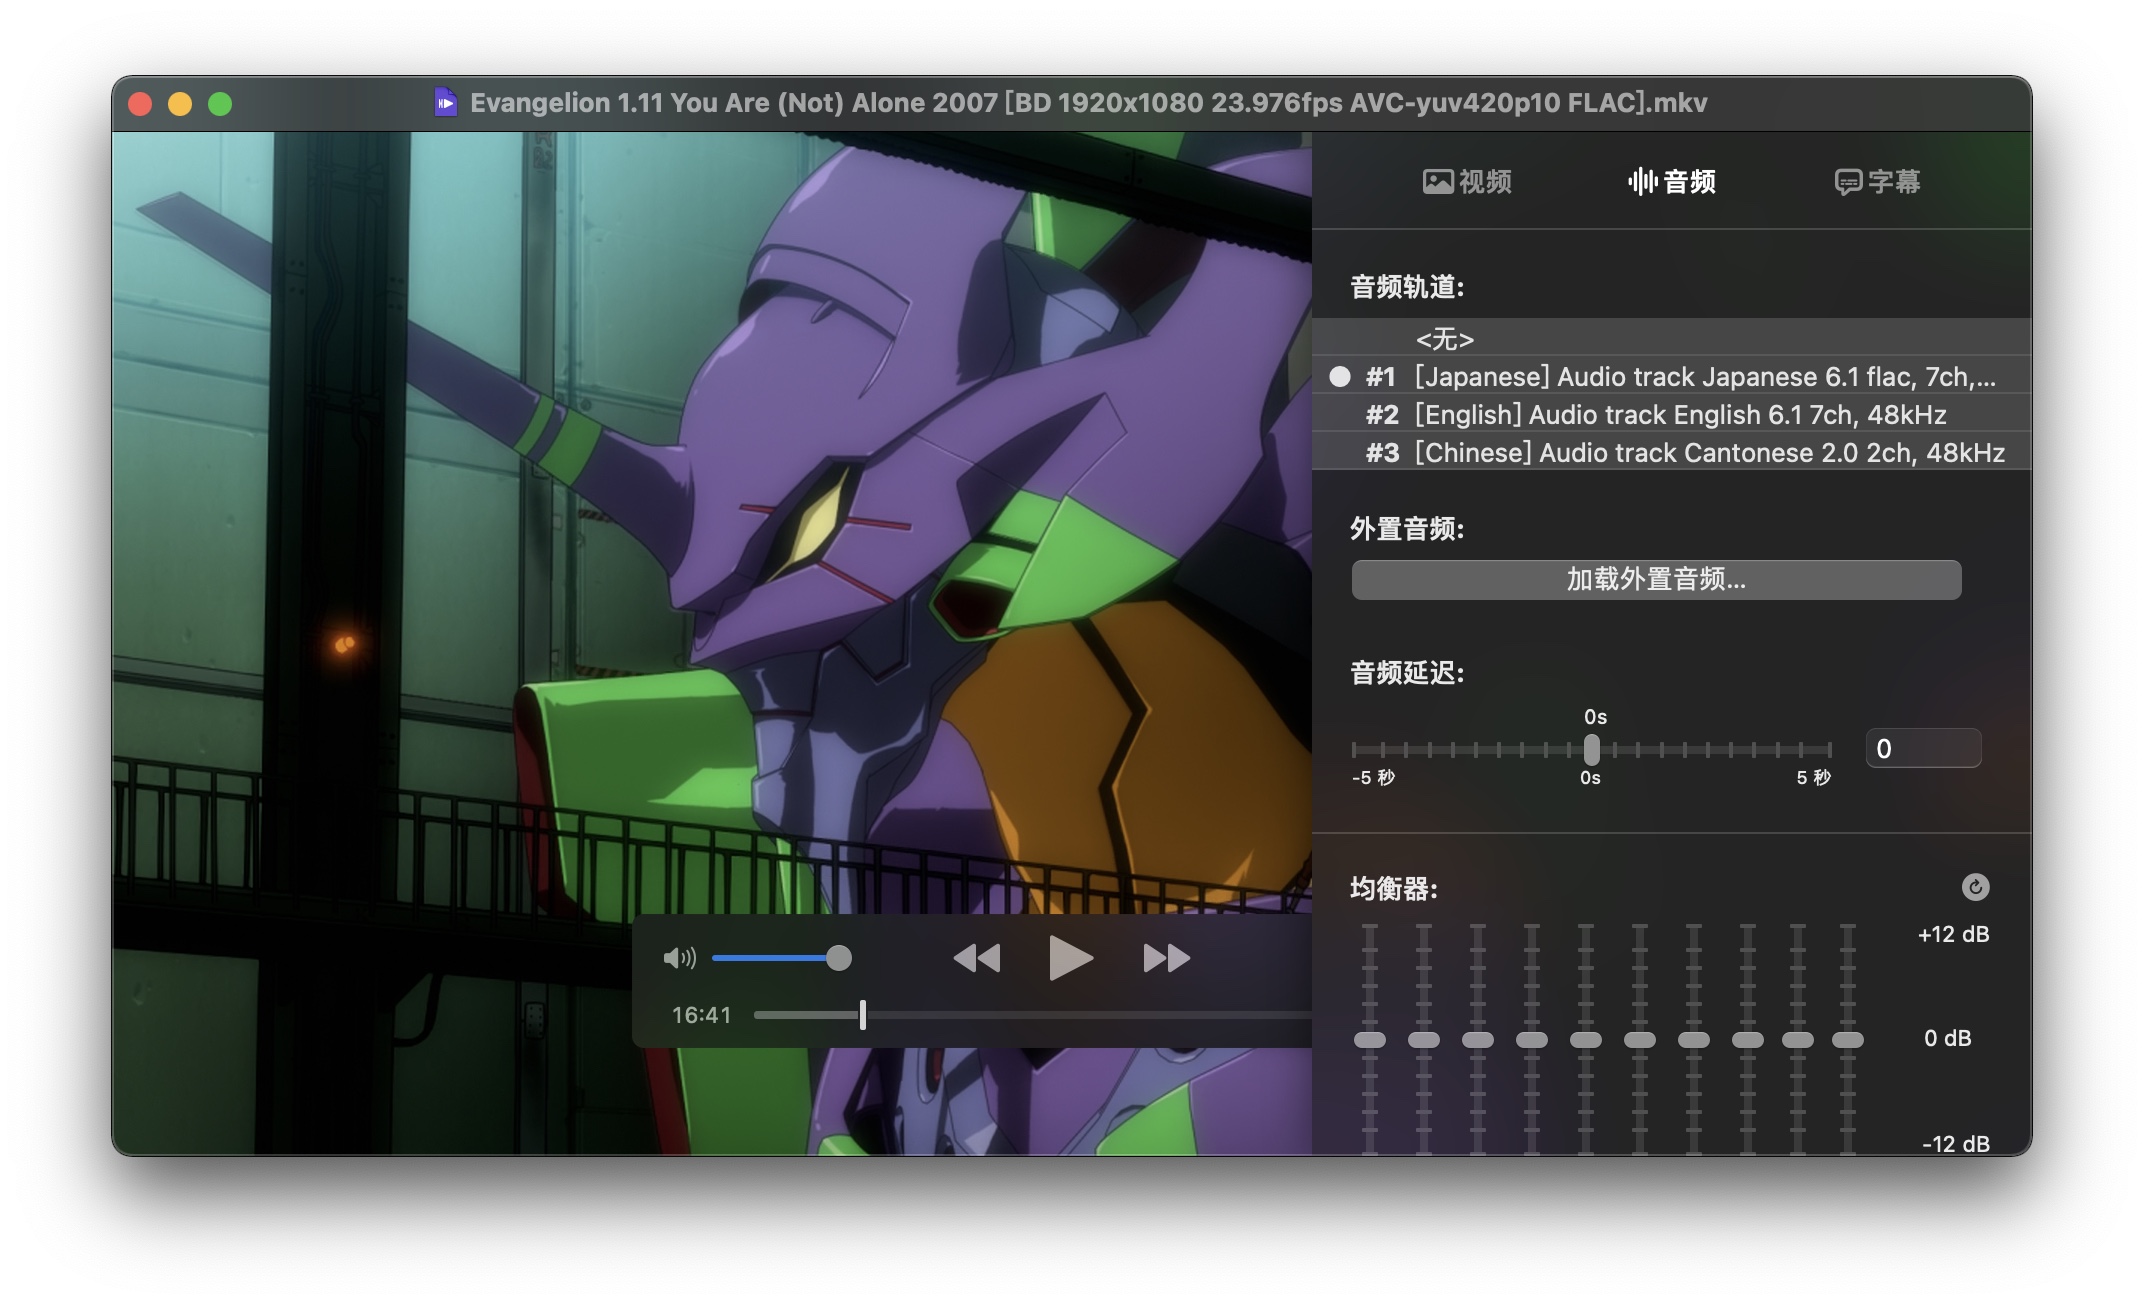 Evangelion 1.11 You Are (Not) Alone 2007 [BD 1920x1080 23.976fps AVC-yuv420p10 FLAC].mkv
视频 音频 字幕
音频轨道:
<无>
#1 [Japanese] Audio track Japanese 6.1 flac, 7ch,...
#2 [English] Audio track English 6.1 7ch, 48kHz
#3 [Chinese] Audio track Cantonese 2.0 2ch, 48kHz
外置音频:
加载外置音频...
音频延迟:
0s
0
-5 秒 0s 5 秒
均衡器:
+12 dB
0 dB
-12 dB
16:41